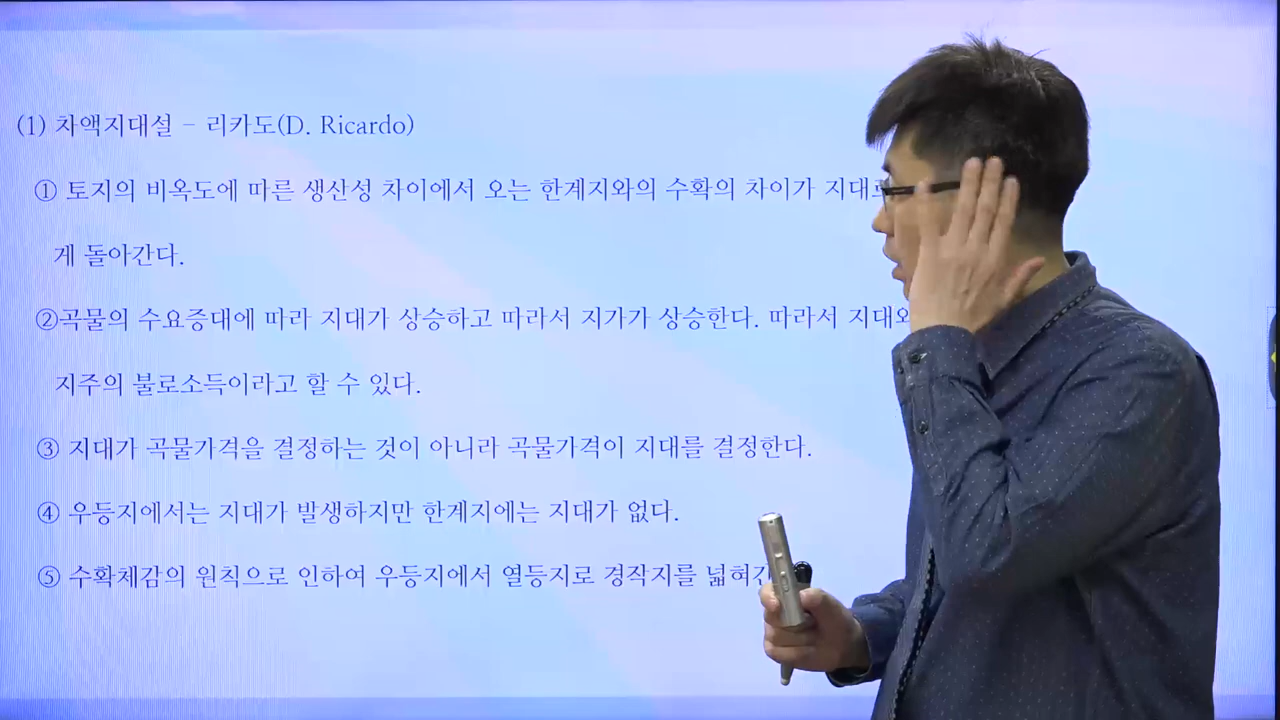 (1) 차액지대설 – 리카도(D. Ricardo)
① 토지의 비옥도에 따른 생산성 차이에서 오는 한계지와의 수확의 차이가
게 돌아간다.
②곡물의 수요증대에 따라 지대가 상승하고 따라서 지가가 상승한다. 따라서
지주의 불로소득이라고 할 수 있다.
③ 지대가 곡물가격을 결정하는 것이 아니라 곡물가격이 지대를 결정한다.
④ 우등지에서는 지대가 발생하지만 한계지에는 지대가 없다.
⑤ 수확체감의 원칙으로 인하여 우등지에서 열등지로 경작지를